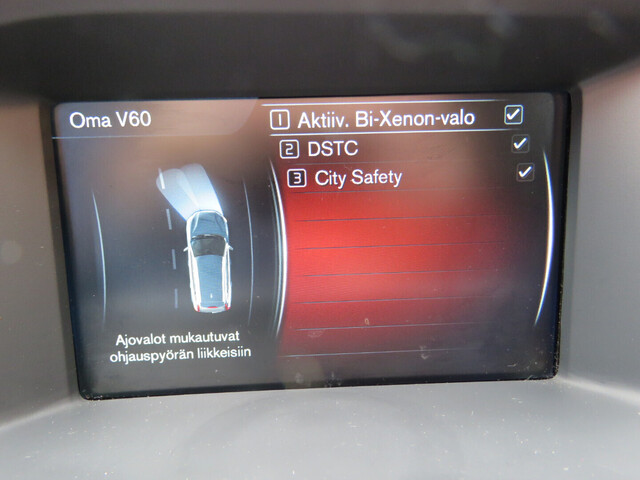 Oma V60
1 Aktiiv. Bi-Xenon-valo
2 DSTC
3 City Safety
Ajovalot mukautuvat
ohjauspyörän liikkeisiin